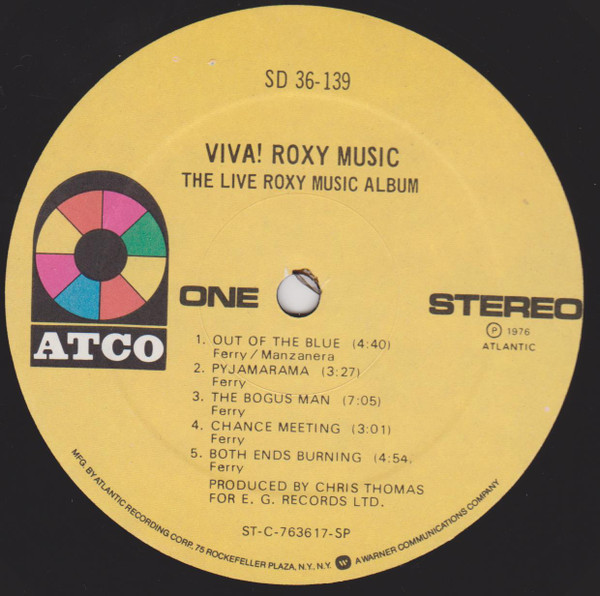 SD 36-139
VIVA! ROXY MUSIC
THE LIVE ROXY MUSIC ALBUM
ATCO
ONE
STEREO
Ⓟ 1976
ATLANTIC
1. OUT OF THE BLUE (4:40)
Ferry/Manzanera
2. PYJAMARAMA (3:27)
Ferry
3. THE BOGUS MAN (7:05)
Ferry
4. CHANCE MEETING (3:01)
Ferry
5. BOTH ENDS BURNING (4:54.
Ferry
PRODUCED BY CHRIS THOMAS
FOR E. G. RECORDS LTD.
ST-C-763617-SP
MFG. BY ATLANTIC RECORDING CORP. 75 ROCKEFELLER PLAZA, N.Y. N.Y. W A WARNER COMMUNICATIONS COMPANY